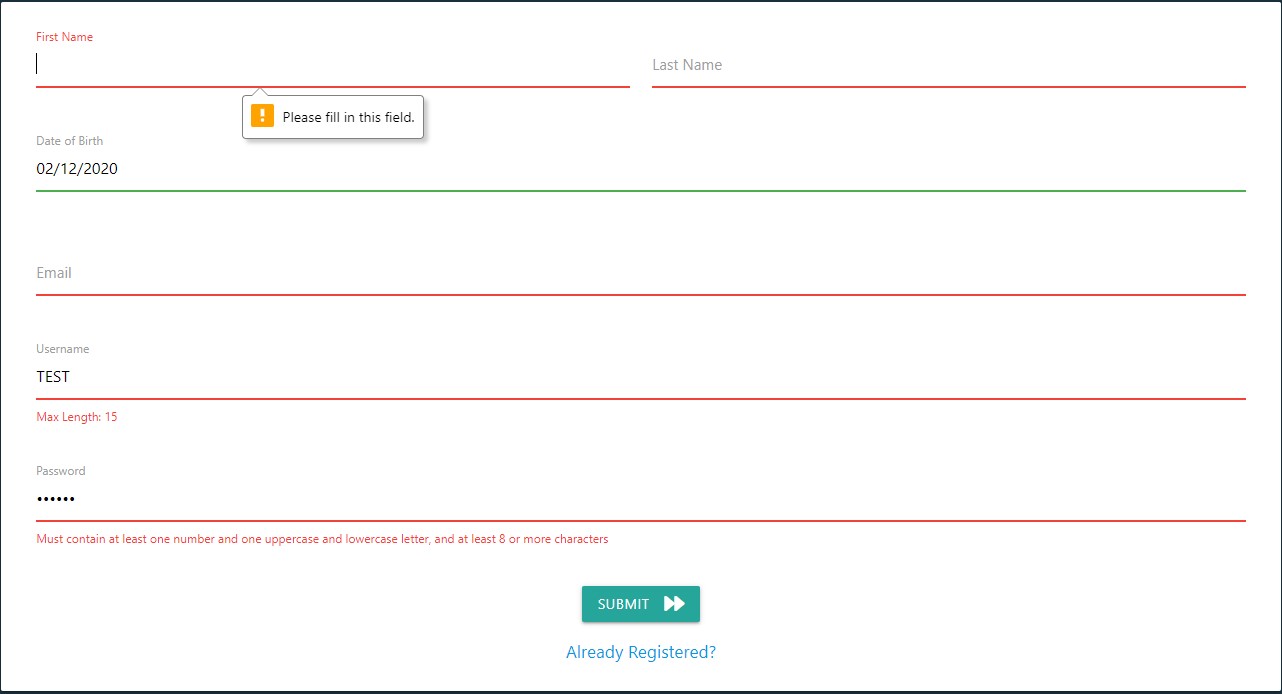 First Name
Last Name
Please fill in this field.
Date of Birth
02/12/2020
Email
Username
TEST
Max Length: 15
Password
••••••
Must contain at least one number and one uppercase and lowercase letter, and at least 8 or more characters
SUBMIT
Already Registered?